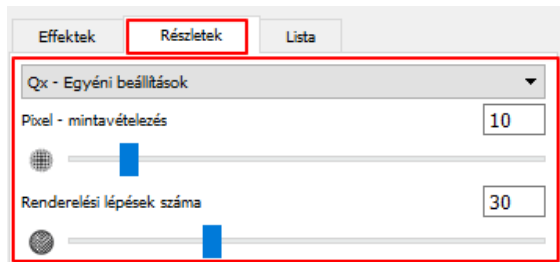 Effektek Részletek Lista
Qx - Egyéni beállítások
Pixel - mintavételezés 10
Renderelési lépések száma 30